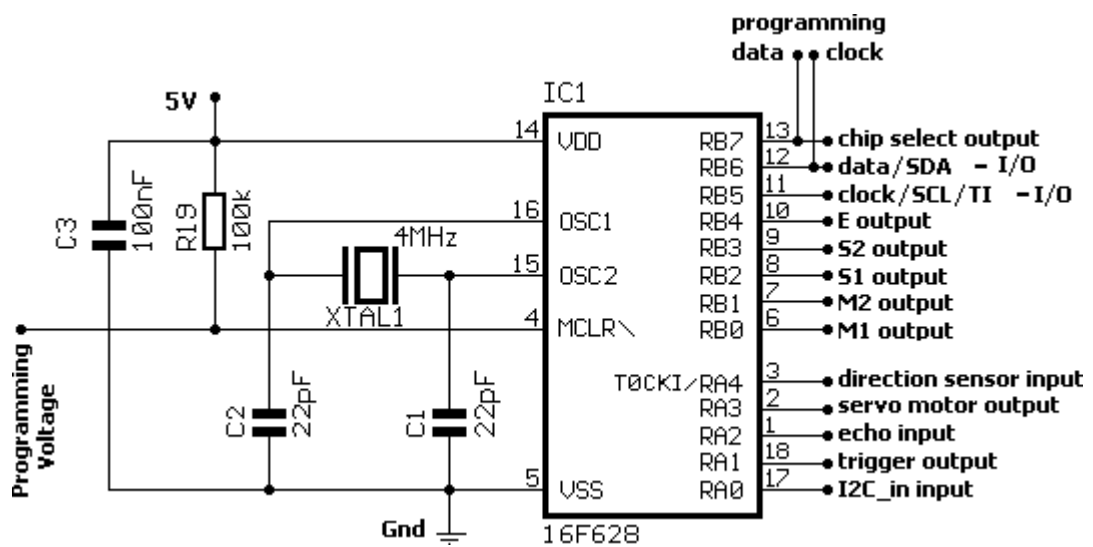 programming
data
clock
IC1
5V
14
VDD
RB7
13
chip select output
RB6
12
data/SDA - I/O
RB5
11
clock/SCL/TI - I/O
16
OSC1
RB4
10
E output
C3
100nF
R19
100k
4MHz
RB3
9
S2 output
15
OSC2
RB2
8
S1 output
XTAL1
RB1
7
M2 output
4
MCLR\
RB0
6
M1 output
Programming
Voltage
T0CKI/RA4
3
direction sensor input
C2
22pF
C1
22pF
RA3
2
servo motor output
RA2
1
echo input
RA1
18
trigger output
5
VSS
RA0
17
I2C_in input
Gnd
16F628